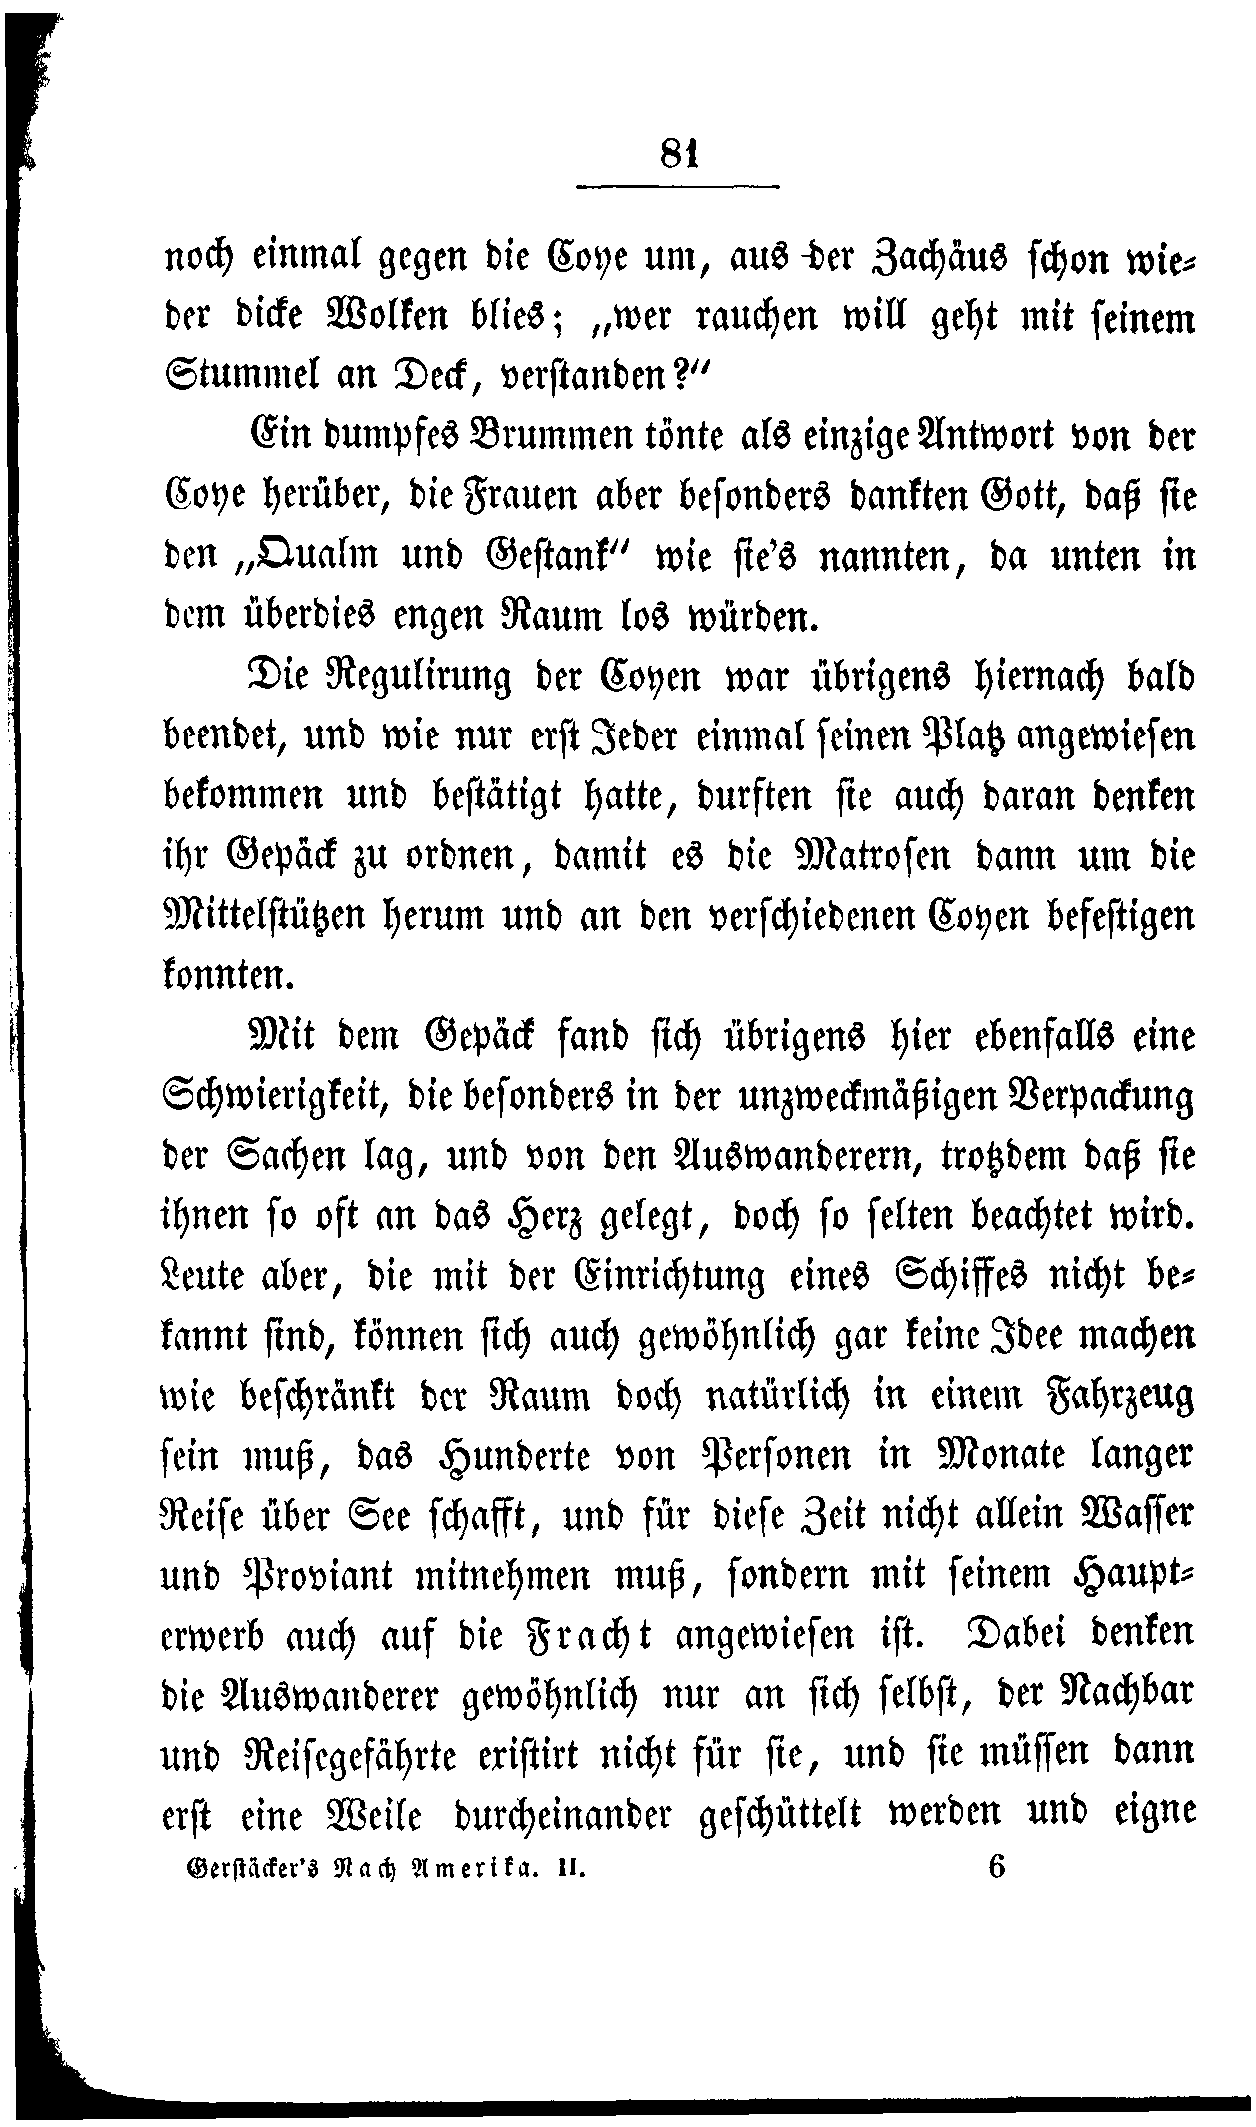 81
noch einmal gegen die Coye um, aus der Zachäus schon wie-
der dicke Wolken blies; „wer rauchen will geht mit seinem
Stummel an Deck, verstanden?“
Ein dumpfes Brummen tönte als einzige Antwort von der
Coye herüber, die Frauen aber besonders dankten Gott, daß sie
den „Qualm und Gestank“ wie sie's nannten, da unten in
dem überdies engen Raum los würden.
Die Regulirung der Coyen war übrigens hiernach bald
beendet, und wie nur erst Jeder einmal seinen Platz angewiesen
bekommen und bestätigt hatte, durften sie auch daran denken
ihr Gepäck zu ordnen, damit es die Matrosen dann um die
Mittelstützen herum und an den verschiedenen Coyen befestigen
konnten.
Mit dem Gepäck fand sich übrigens hier ebenfalls eine
Schwierigkeit, die besonders in der unzweckmäßigen Verpackung
der Sachen lag, und von den Auswanderern, trotzdem daß sie
ihnen so oft an das Herz gelegt, doch so selten beachtet wird.
Leute aber, die mit der Einrichtung eines Schiffes nicht be-
kannt sind, können sich auch gewöhnlich gar keine Idee machen
wie beschränkt der Raum doch natürlich in einem Fahrzeug
sein muß, das Hunderte von Personen in Monate langer
Reise über See schafft, und für diese Zeit nicht allein Wasser
und Proviant mitnehmen muß, sondern mit seinem Haupt-
erwerb auch auf die Fracht angewiesen ist. Dabei denken
die Auswanderer gewöhnlich nur an sich selbst, der Nachbar
und Reisegefährte existirt nicht für sie, und sie müssen dann
erst eine Weile durcheinander geschüttelt werden und eigne
Gerstäcker's Nach Amerika. II. 6